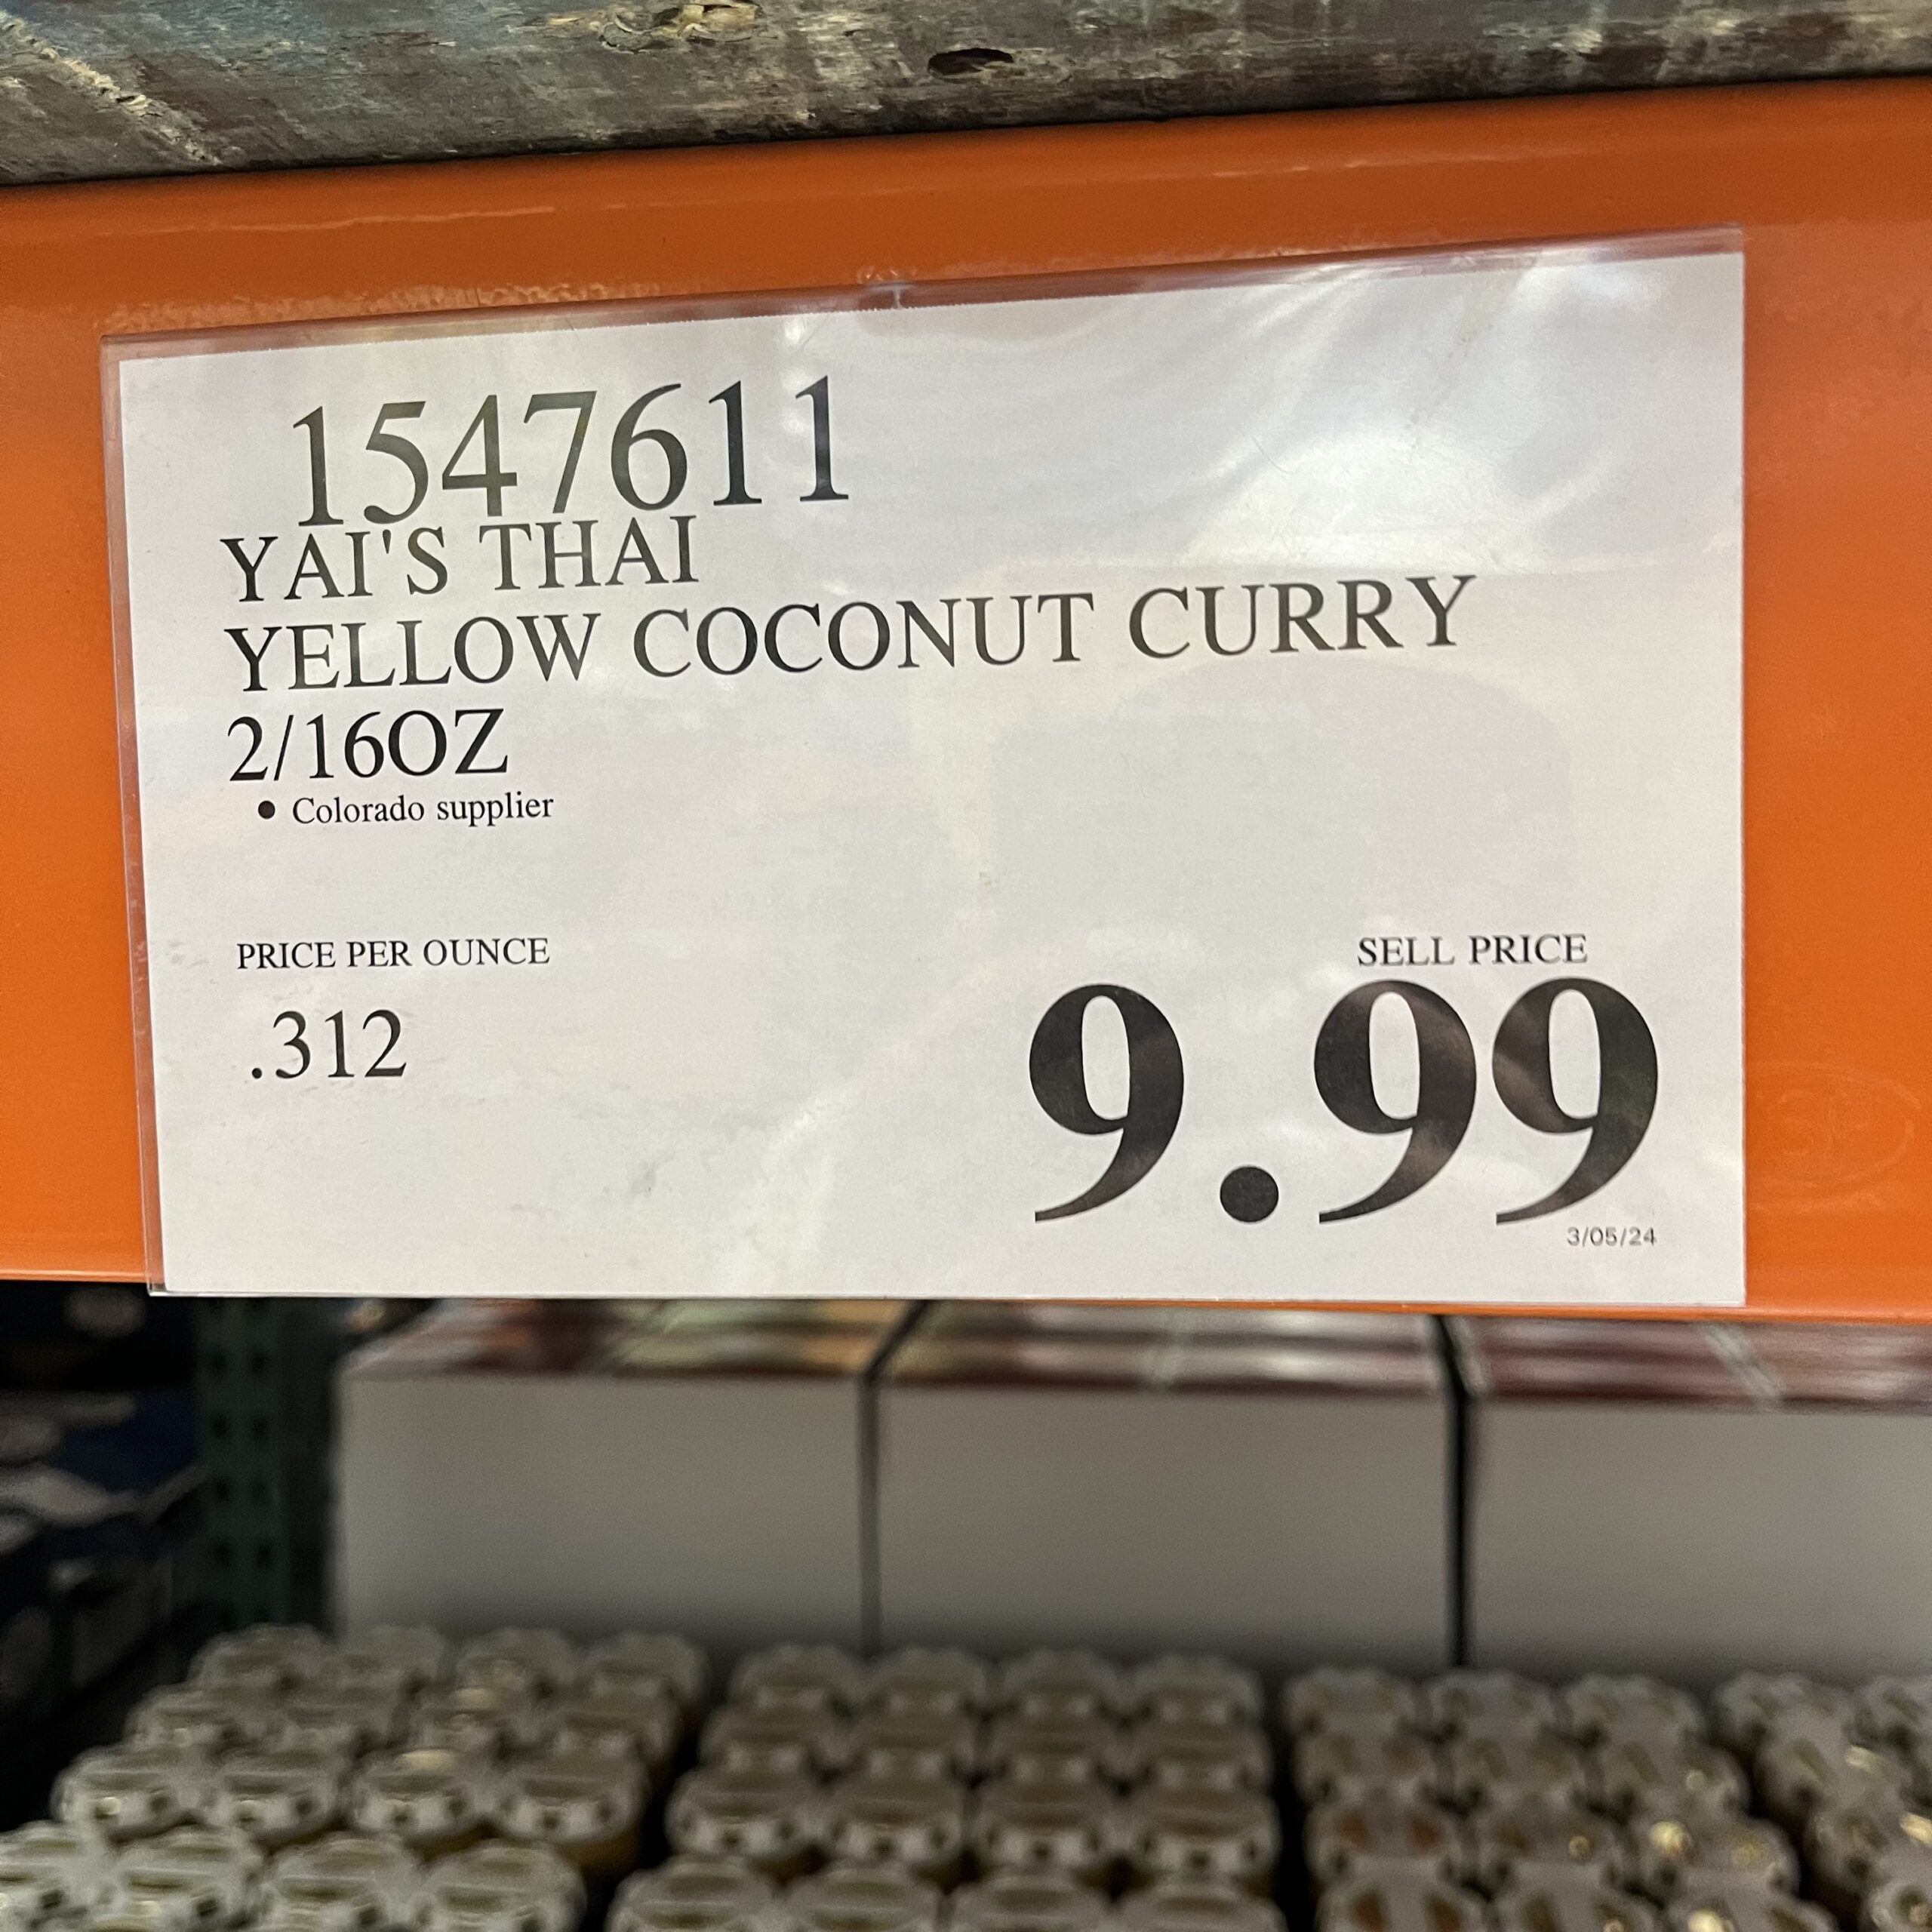 1547611
YAI'S THAI
YELLOW COCONUT CURRY
2/16OZ
• Colorado supplier
PRICE PER OUNCE
.312
SELL PRICE
9.99
3/05/24